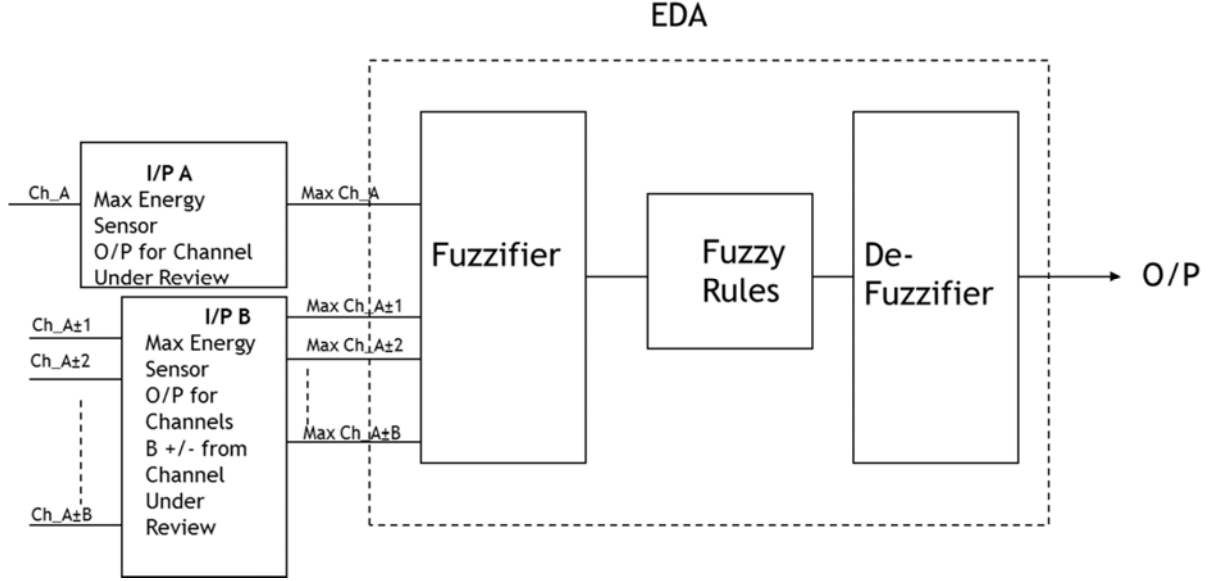 EDA
I/P A
Max Energy
Sensor
O/P for Channel
Under Review
Ch_A
Max Ch_A
I/P B
Max Energy
Sensor
O/P for
Channels
B +/- from
Channel
Under
Review
Ch_A±1
Ch_A±2
Ch_A±B
Max Ch_A±1
Max Ch_A±2
Max Ch_A±B
Fuzzifier
Fuzzy
Rules
De-
Fuzzifier
O/P